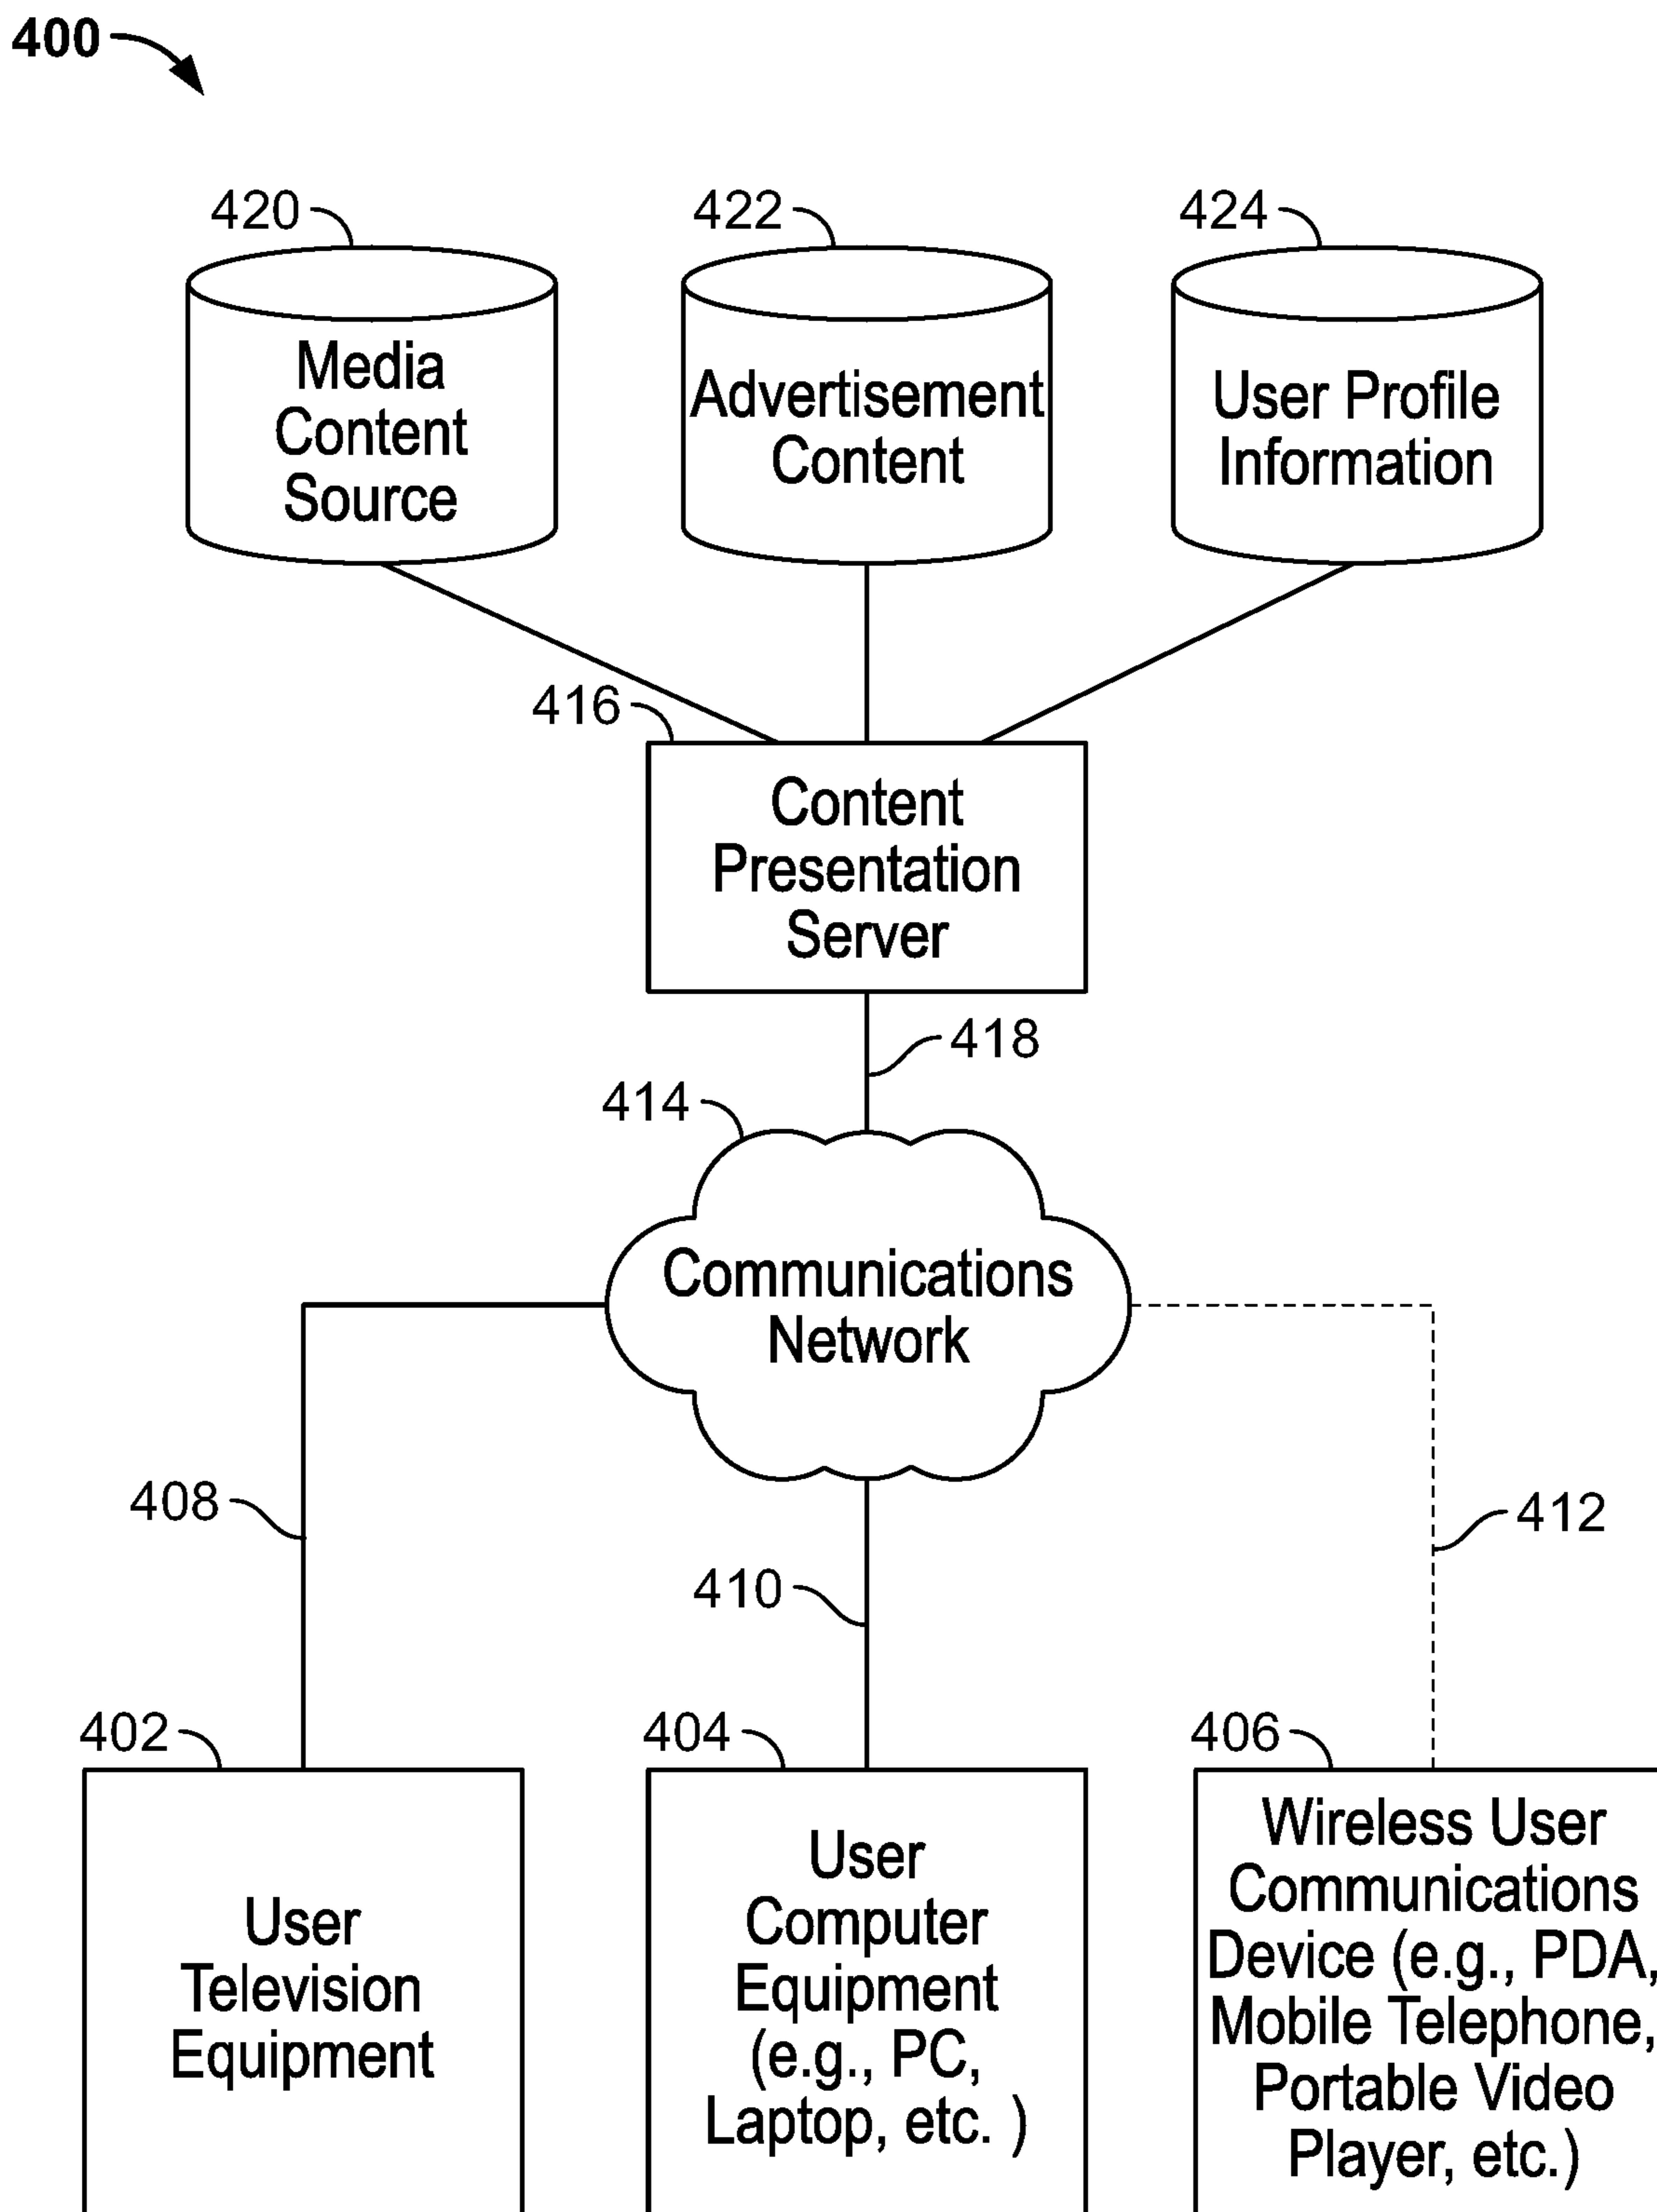 400
420
422
424
Media
Content
Source
Advertisement
Content
User Profile
Information
416
Content
Presentation
Server
418
414
Communications
Network
408
412
410
402
404
406
User
Television
Equipment
User
Computer
Equipment
(e.g., PC,
Laptop, etc. )
Wireless User
Communications
Device (e.g., PDA,
Mobile Telephone,
Portable Video
Player, etc.)